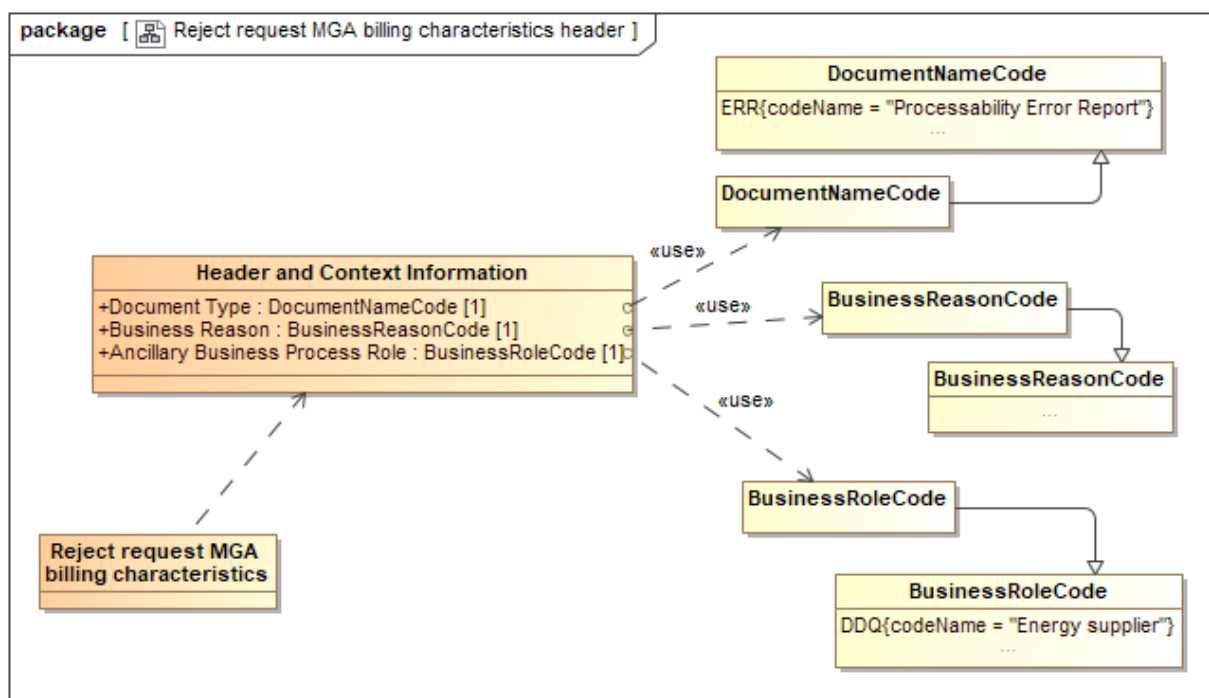 package [ Reject request MGA billing characteristics header ]
DocumentNameCode
ERR{codeName = "Processability Error Report"}
...
DocumentNameCode
«use»
Header and Context Information
+Document Type : DocumentNameCode [1]
+Business Reason : BusinessReasonCode [1]
+Ancillary Business Process Role : BusinessRoleCode [1]
«use»
BusinessReasonCode
BusinessReasonCode
...
«use»
BusinessRoleCode
Reject request MGA
billing characteristics
BusinessRoleCode
DDQ{codeName = "Energy supplier"}
...